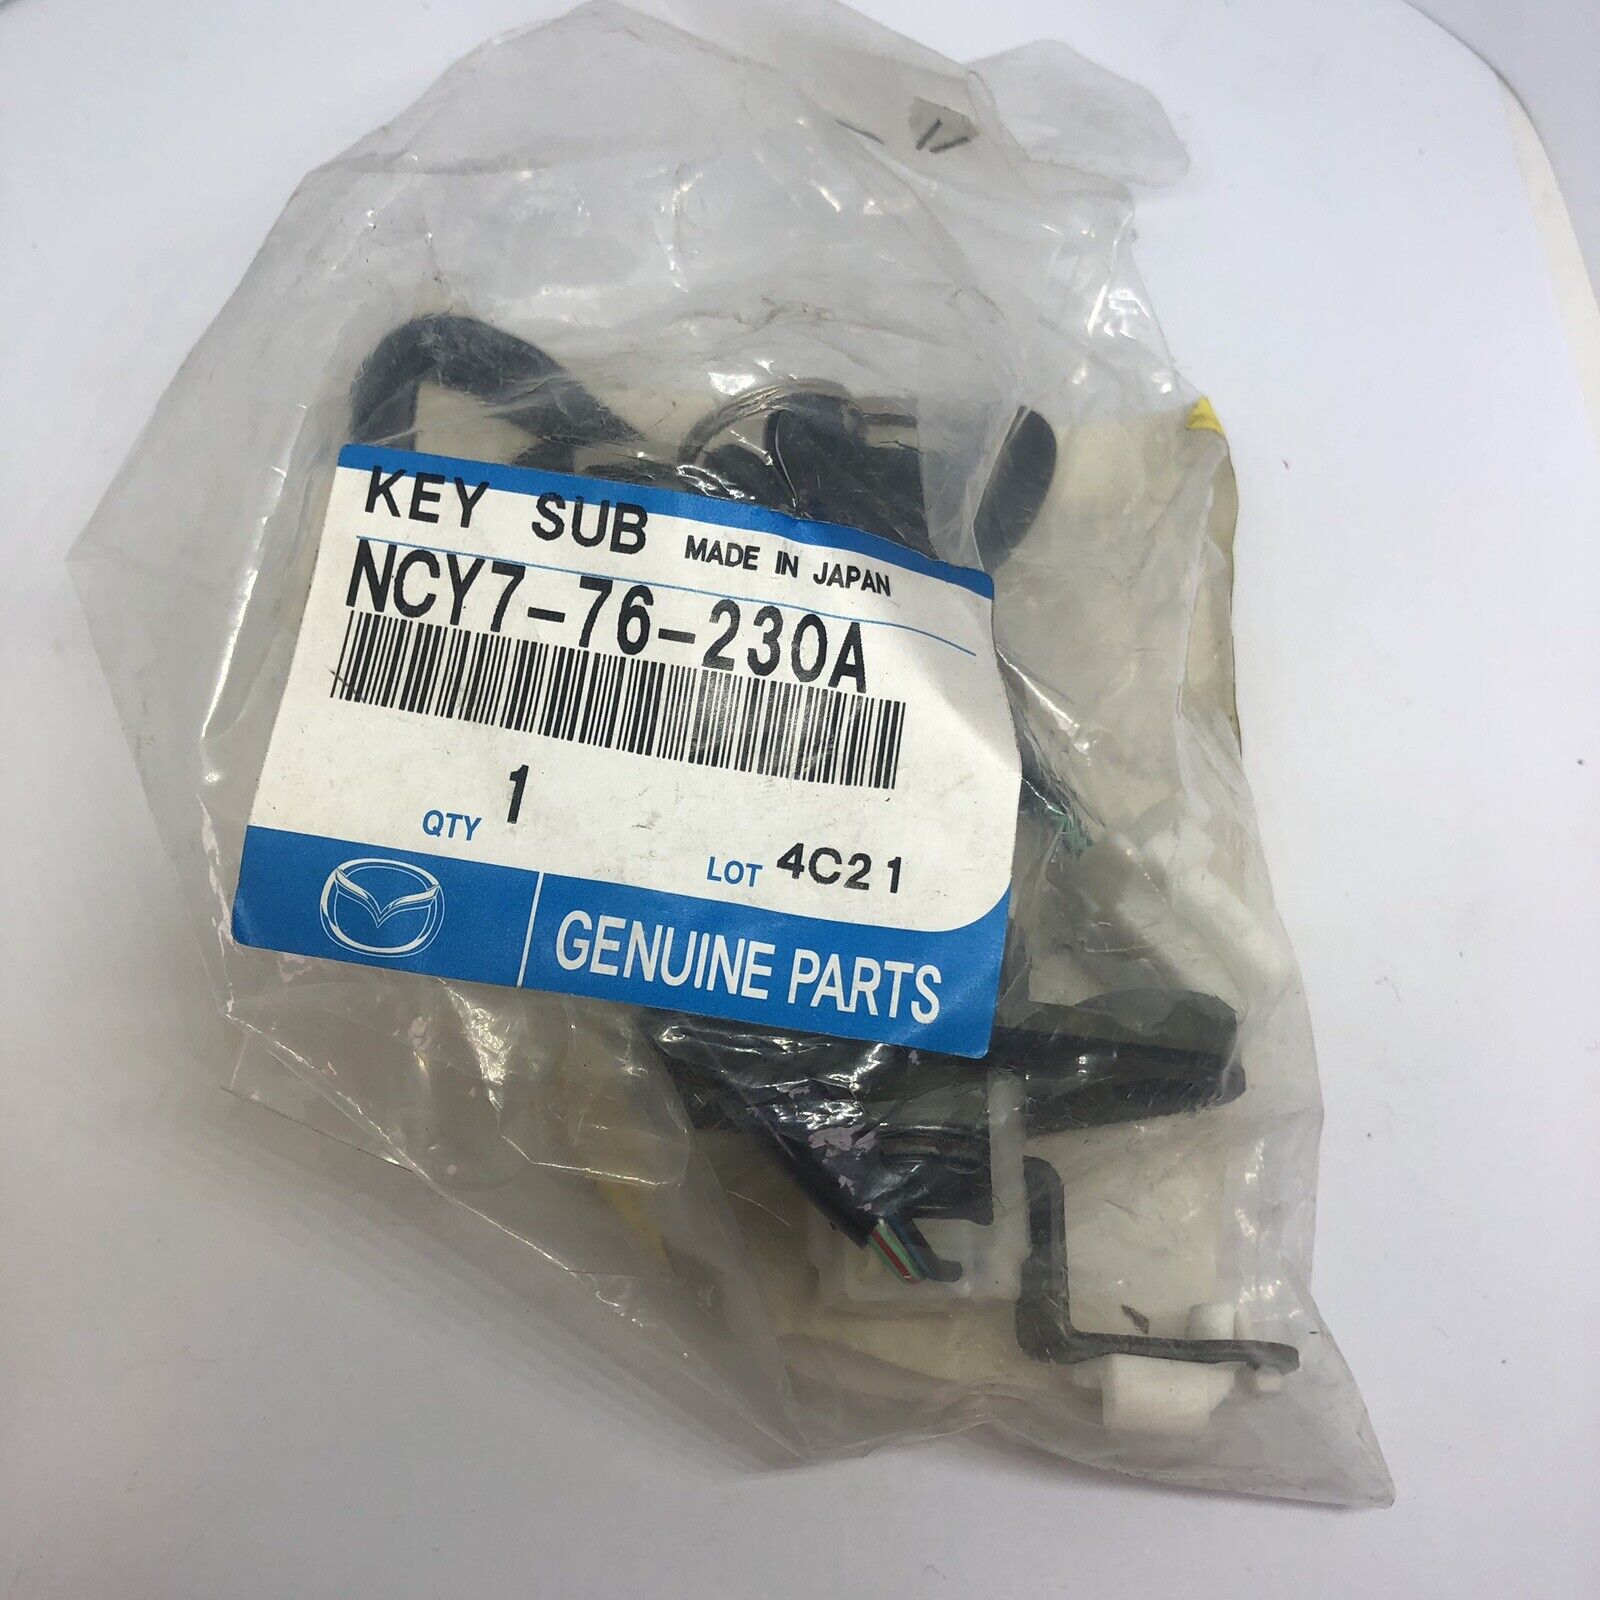 KEY SUB MADE IN JAPAN
NCY7-76-230A
QTY 1
LOT 4C21
GENUINE PARTS